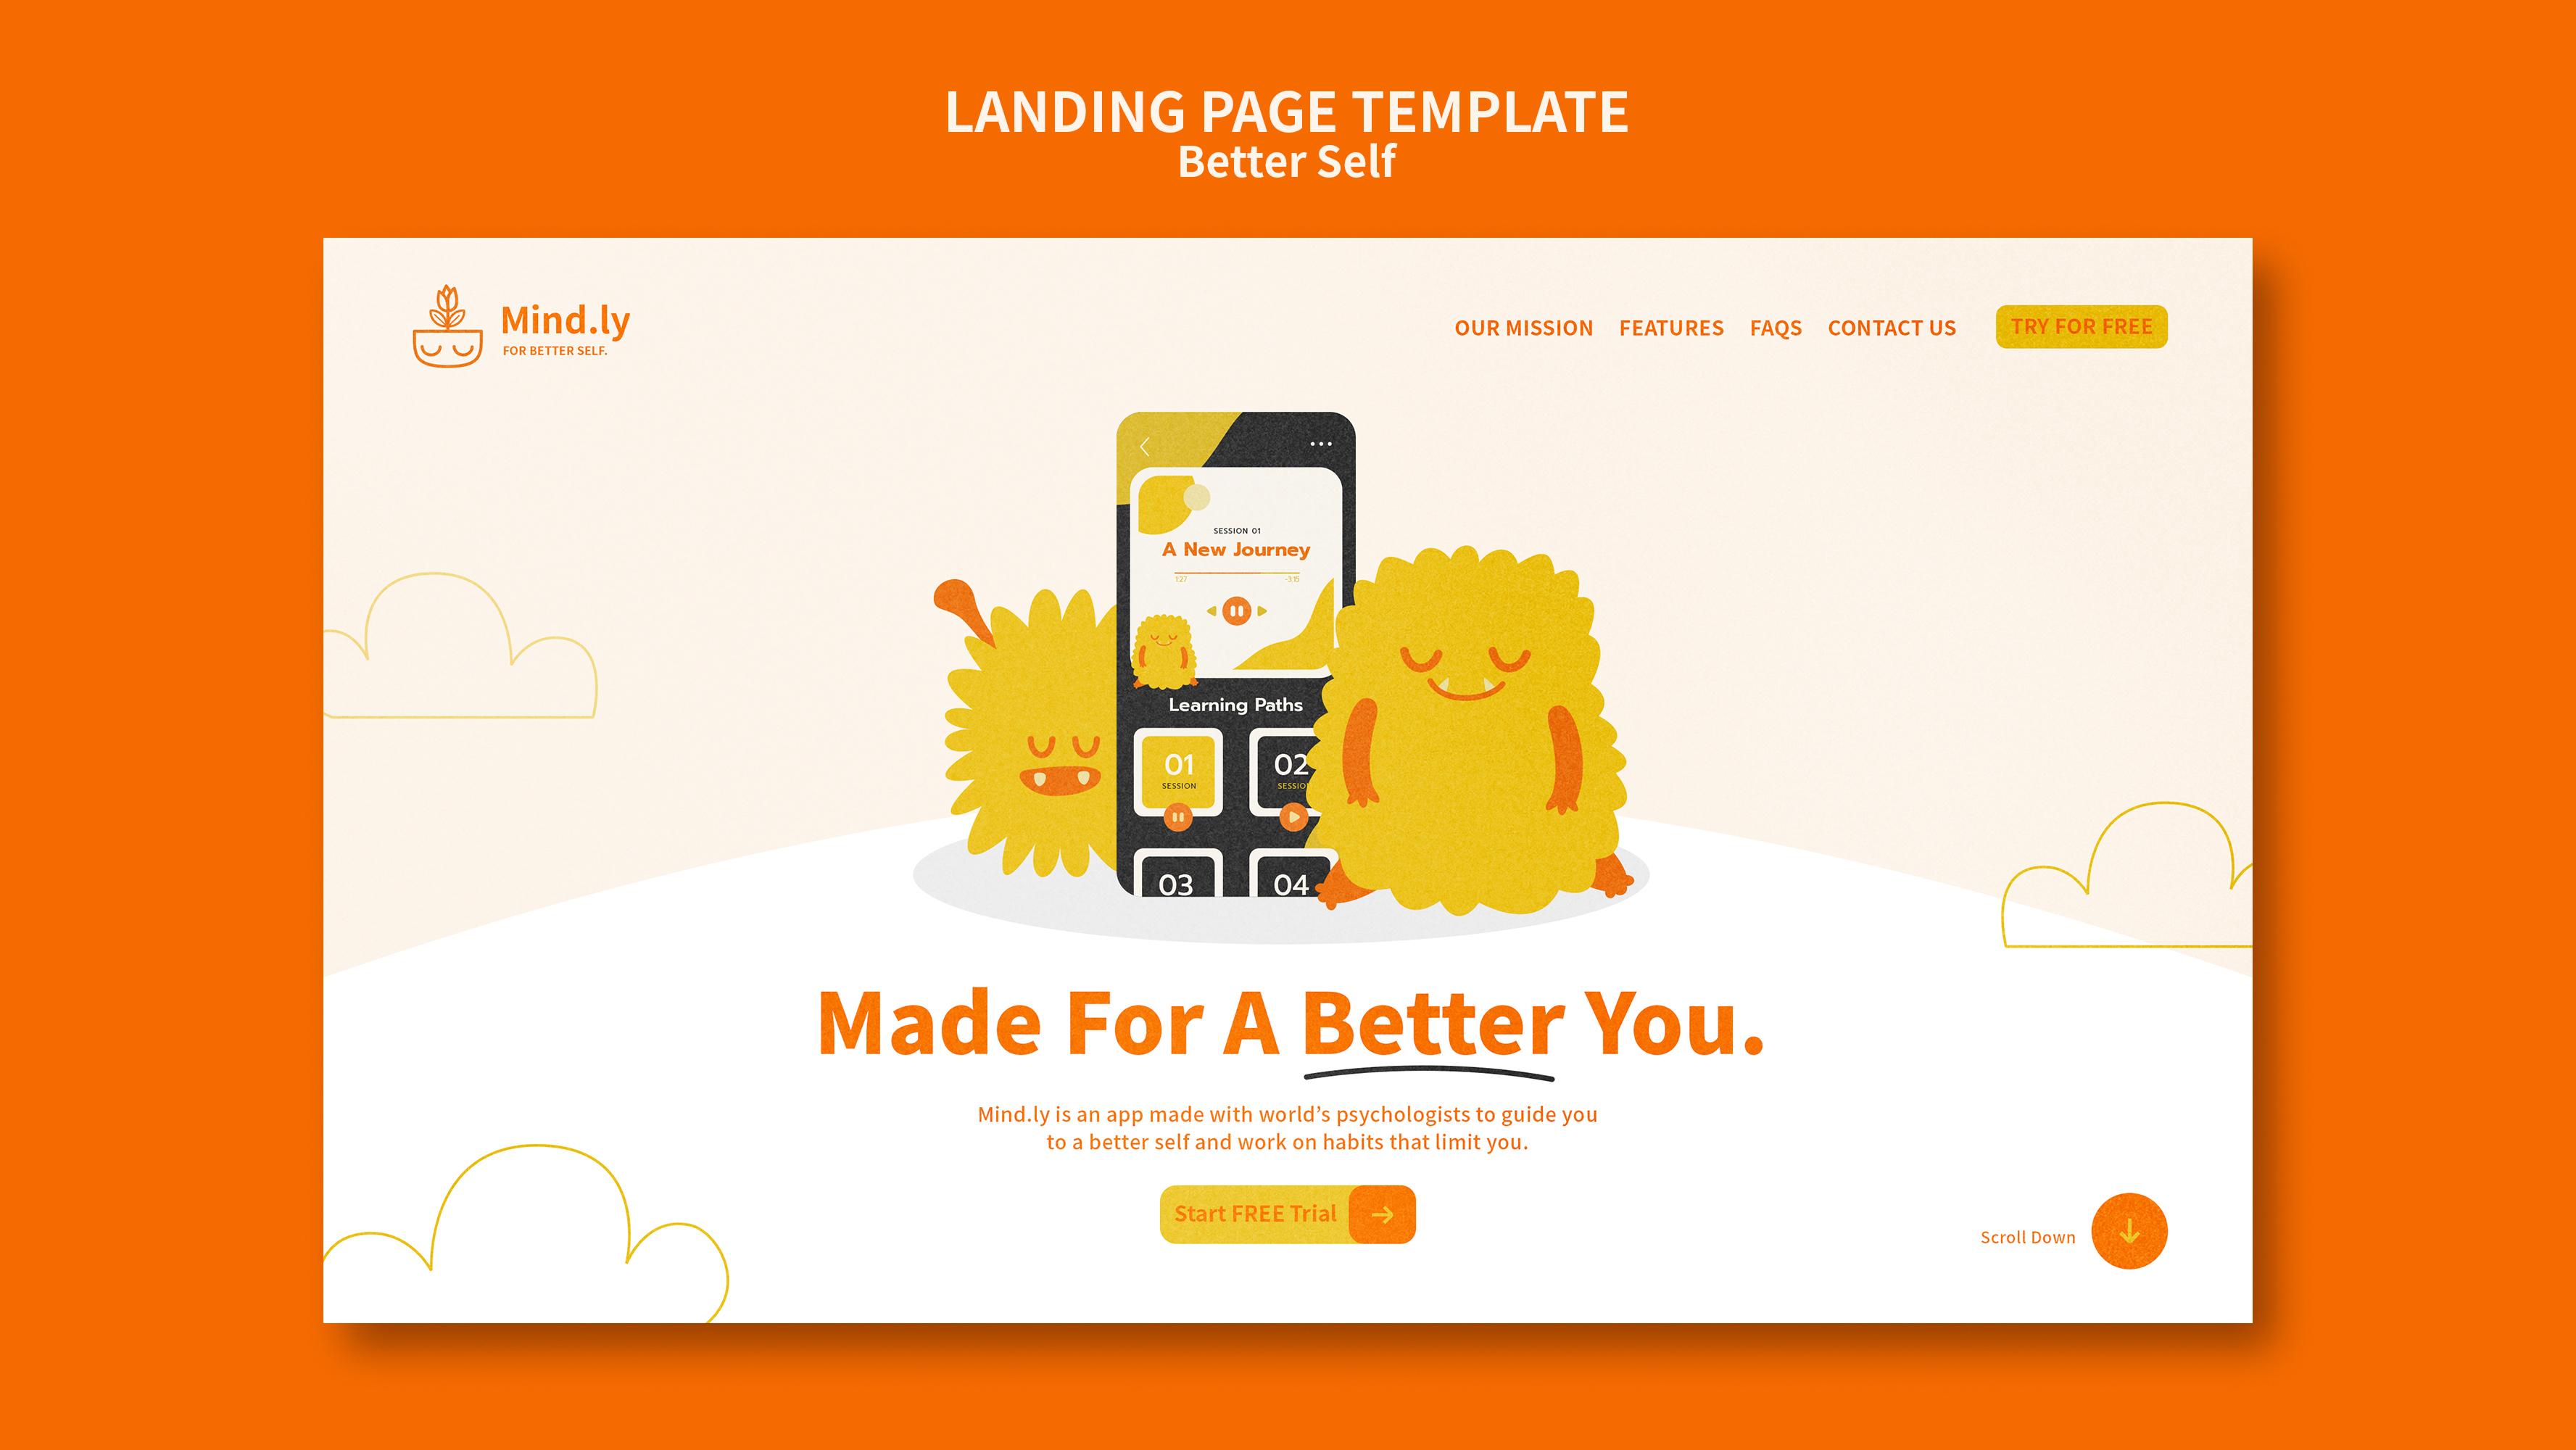 LANDING PAGE TEMPLATE
Better Self
Mind.ly
FOR BETTER SELF.
OUR MISSION FEATURES FAQS CONTACT US TRY FOR FREE
SESSION 01
A New Journey
1:27 -3:15
Learning Paths
01 02
SESSION SESSIO
03 04
Made For A Better You.
Mind.ly is an app made with world’s psychologists to guide you
to a better self and work on habits that limit you.
Start FREE Trial
Scroll Down